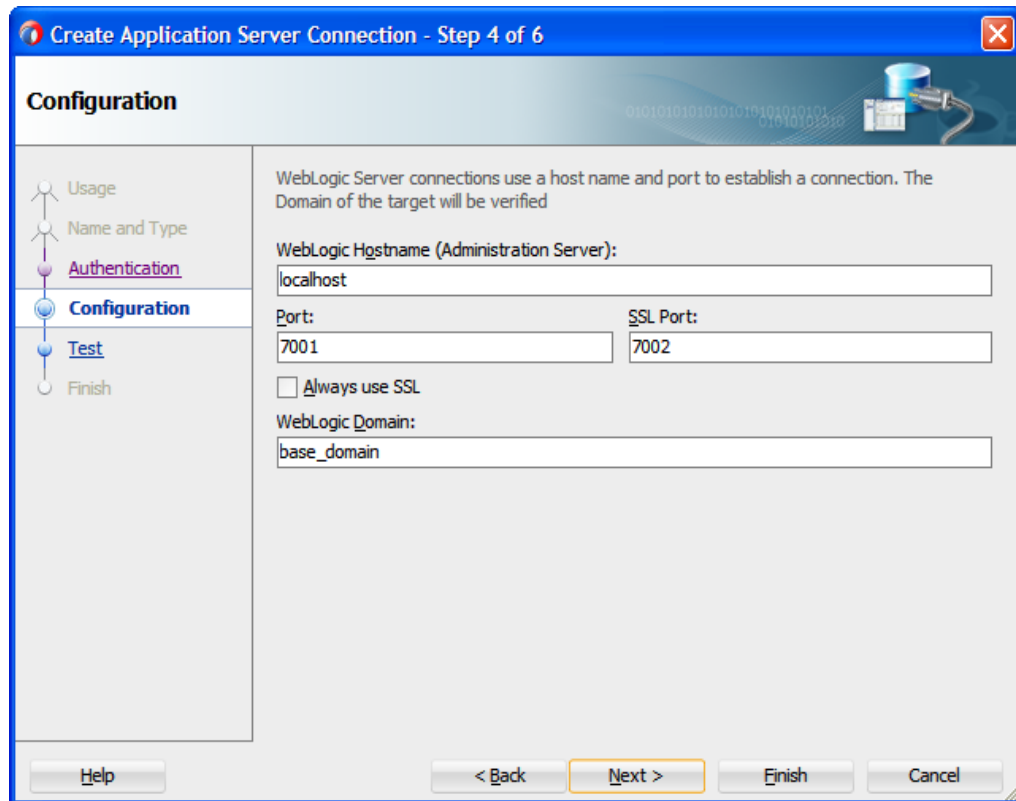 Create Application Server Connection - Step 4 of 6
Configuration
Usage
Name and Type
Authentication
Configuration
Test
Finish
WebLogic Server connections use a host name and port to establish a connection. The
Domain of the target will be verified
WebLogic Hostname (Administration Server):
localhost
Port:
SSL Port:
7001
7002
Always use SSL
WebLogic Domain:
base_domain
Help
< Back
Next >
Finish
Cancel